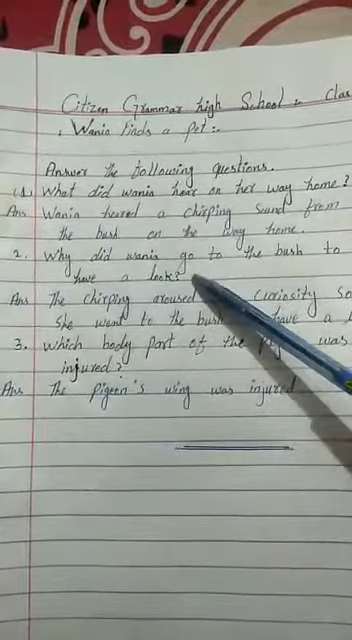 Citizen Grammar high School :- Clas
. Wania finds a pet :-
Answer the following questions.
(1). What did wania hear on her way home?
Ans Wania heared a chirping sound from
the bush on the way home.
2. Why did wania go to the bush to
have a look?
Ans The chirping aroused curiosity So
She went to the bush have a l
3. Which body part of the was
injured?
Ans The pigeon's wing was injured